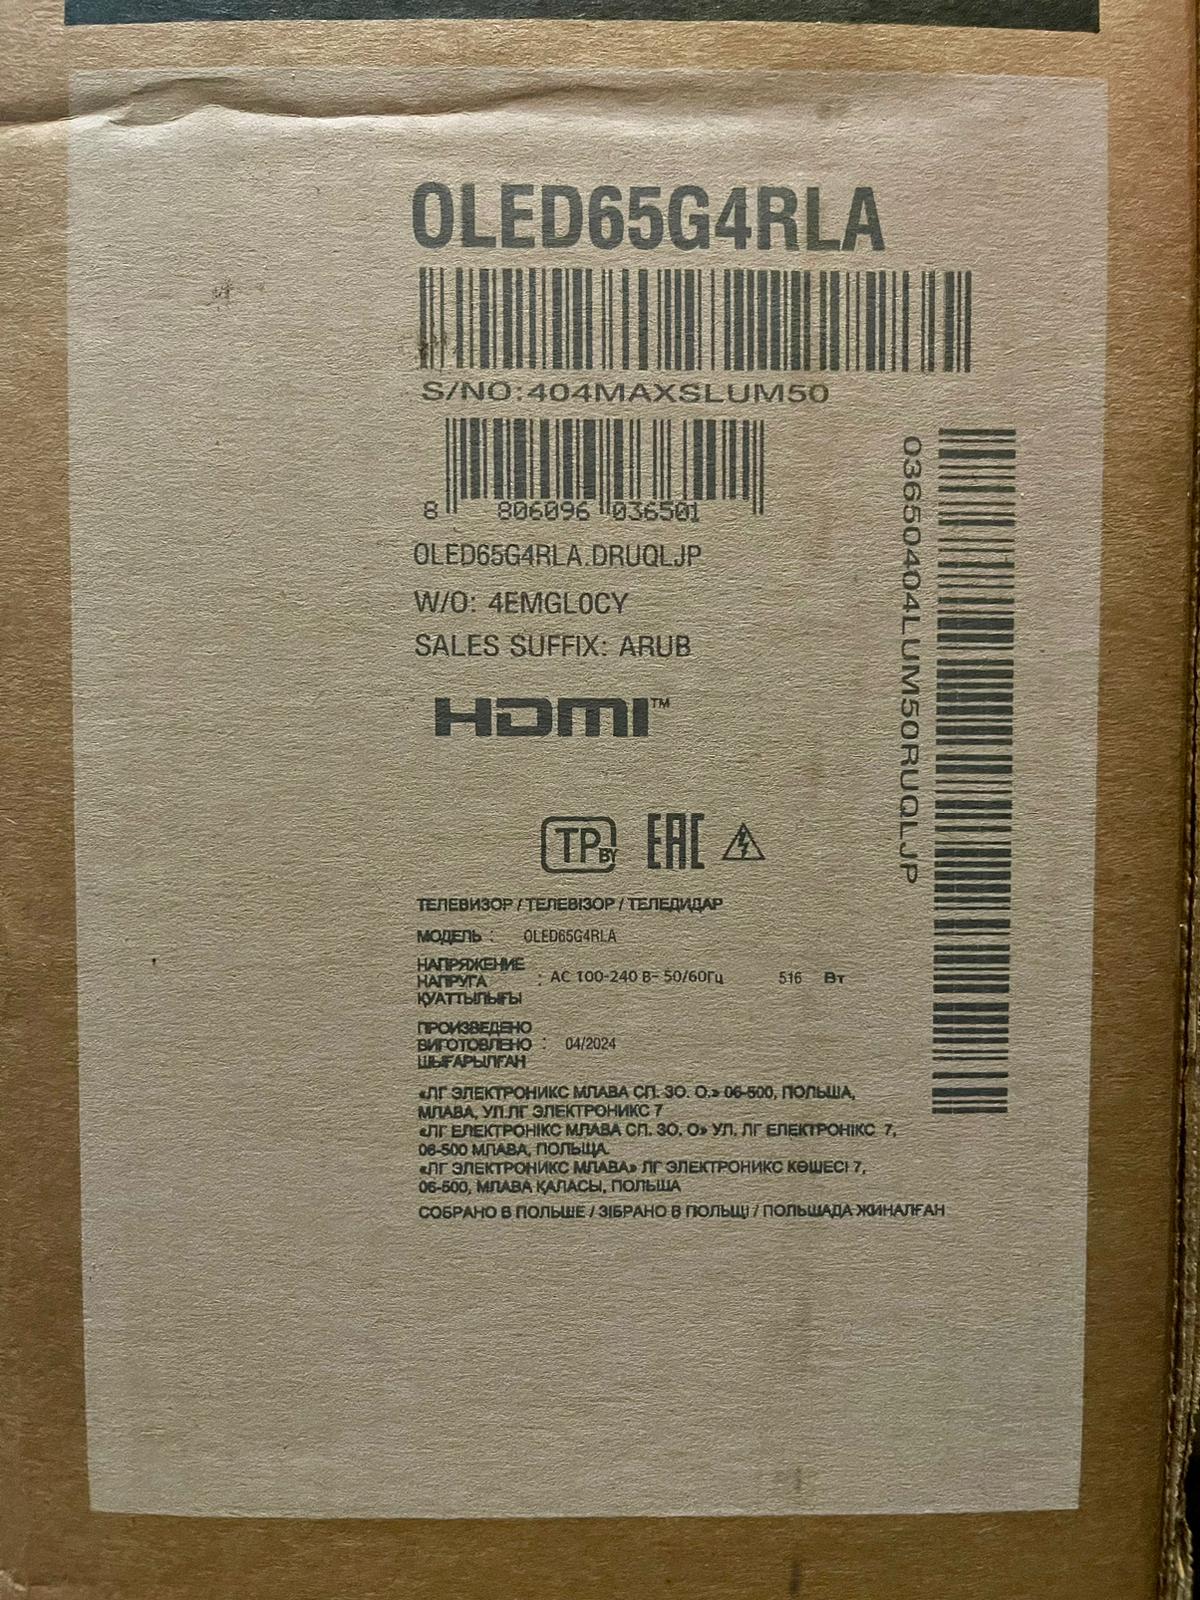 OLED65G4RLA
S/NO:404MAXSLUM50
8 806096 036501
OLED65G4RLA.DRUQLJP
W/O: 4EMGL0CY
SALES SUFFIX: ARUB
HDMI™
03650404LUM50RUQLJP
TP BY EAC
ТЕЛЕВИЗОР / ТЕЛЕВІЗОР / ТЕЛЕДИДАР
МОДЕЛЬ : OLED65G4RLA
НАПРЯЖЕНИЕ
НАПРУГА : AC 100-240 В~ 50/60Гц 516 Вт
ҚУАТТЫЛЫҒЫ
ПРОИЗВЕДЕНО
ВИГОТОВЛЕНО : 04/2024
ШЫҒАРЫЛҒАН
«ЛГ ЭЛЕКТРОНИКС МЛАВА СП. ЗО. О.» 06-500, ПОЛЬША,
МЛАВА, УЛ.ЛГ ЭЛЕКТРОНИКС 7
«ЛГ ЕЛЕКТРОНІКС МЛАВА СП. ЗО. О» УЛ. ЛГ ЕЛЕКТРОНІКС 7,
06-500 МЛАВА, ПОЛЬЩА.
«ЛГ ЭЛЕКТРОНИКС МЛАВА» ЛГ ЭЛЕКТРОНИКС КӨШЕСІ 7,
06-500, МЛАВА ҚАЛАСЫ, ПОЛЬША
СОБРАНО В ПОЛЬШЕ / ЗІБРАНО В ПОЛЬЩІ / ПОЛЬШАДА ЖИНАЛҒАН